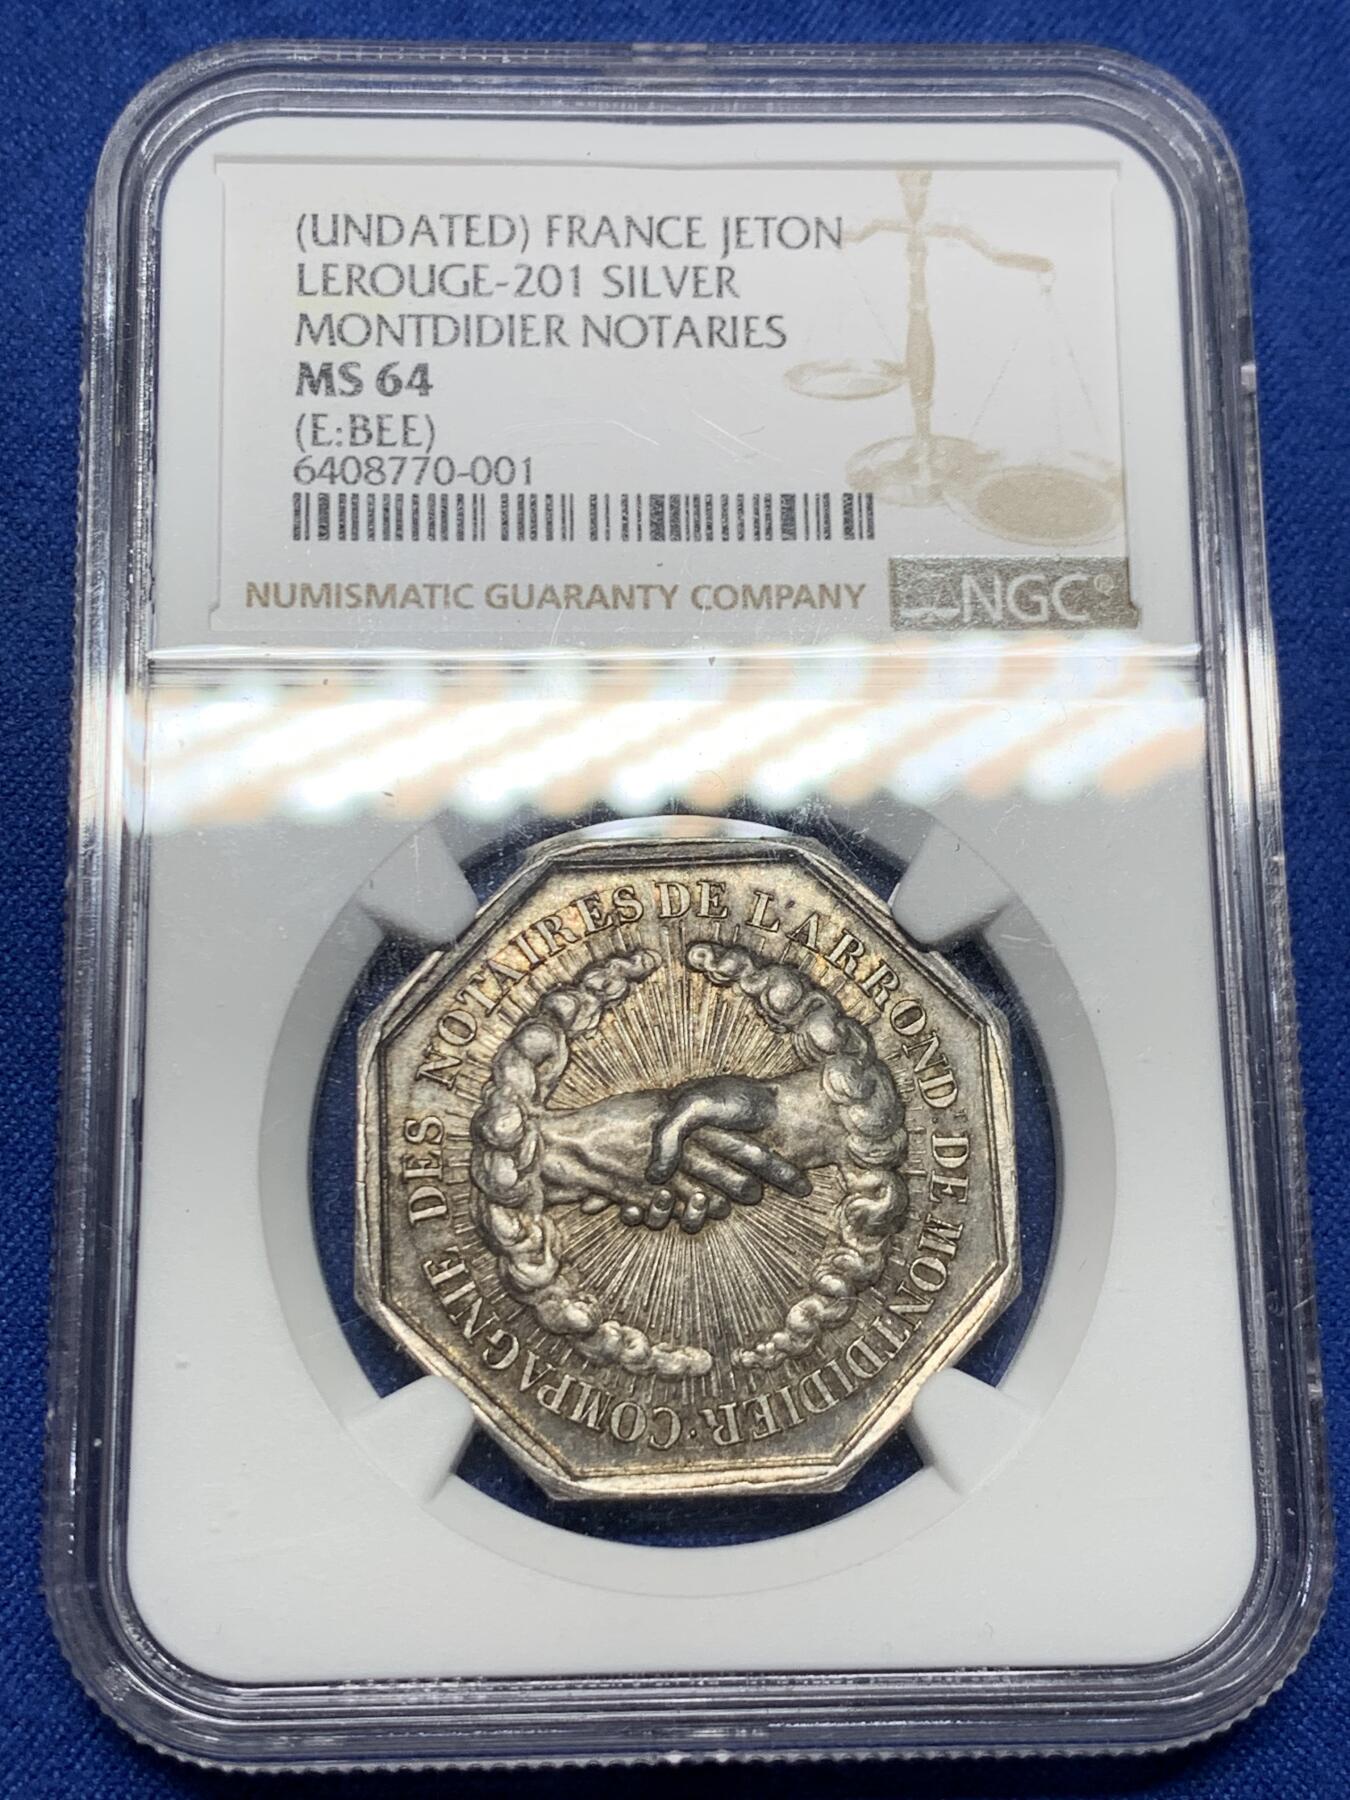 (UNDATED) FRANCE JETON
LEROUGE-201 SILVER
MONTDIDIER NOTARIES
MS 64
(E:BEE)
6408770-001
NUMISMATIC GUARANTY COMPANY
NGC®
COMPAGNIE DES NOTAIRES DE L'ARROND.T DE MONTDIDIER ·